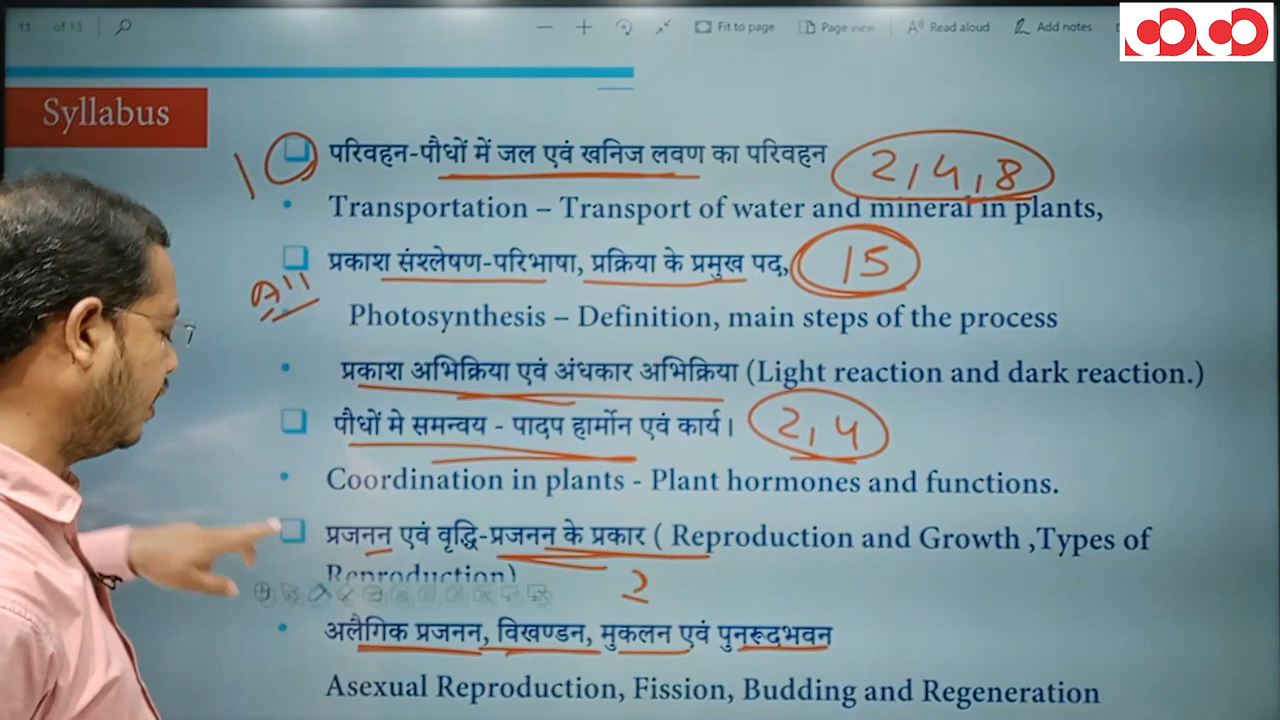 11 of 13
Fit to page Page view Read aloud Add notes
Syllabus
1 परिवहन-पौधों में जल एवं खनिज लवण का परिवहन 2,4,8
• Transportation – Transport of water and mineral in plants,
प्रकाश संश्लेषण-परिभाषा, प्रक्रिया के प्रमुख पद, 15
All
Photosynthesis – Definition, main steps of the process
• प्रकाश अभिक्रिया एवं अंधकार अभिक्रिया (Light reaction and dark reaction.)
पौधों मे समन्वय - पादप हार्मोन एवं कार्य। 2,4
• Coordination in plants - Plant hormones and functions.
प्रजनन एवं वृद्धि-प्रजनन के प्रकार ( Reproduction and Growth ,Types of
Reproduction) 2
• अलैगिक प्रजनन, विखण्डन, मुकलन एवं पुनरूदभवन
Asexual Reproduction, Fission, Budding and Regeneration